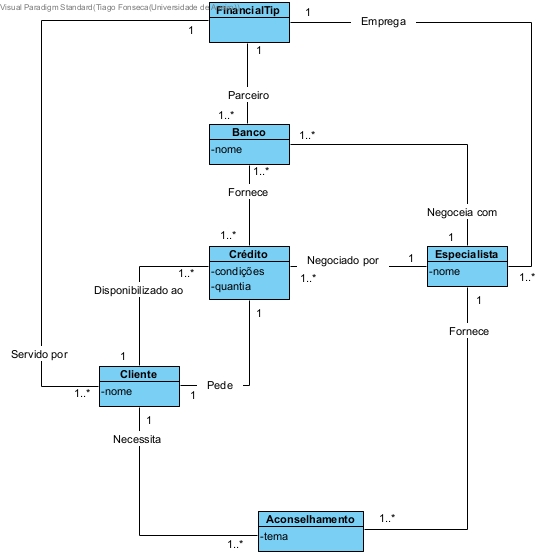 Visual Paradigm Standard(Tiago Fonseca(Universidade de
FinancialTip
1
1
Emprega
1
Parceiro
1..*
Banco
-nome
1..*
1..*
Fornece
Negoceia com
1..*
1
Crédito
-condições
-quantia
Negociado por
1
Especialista
-nome
1..*
1..*
1..*
Disponibilizado ao
1
1
Fornece
Servido por
1
Cliente
-nome
Pede
1..*
1
1
Necessita
Aconselhamento
-tema
1..*
1..*